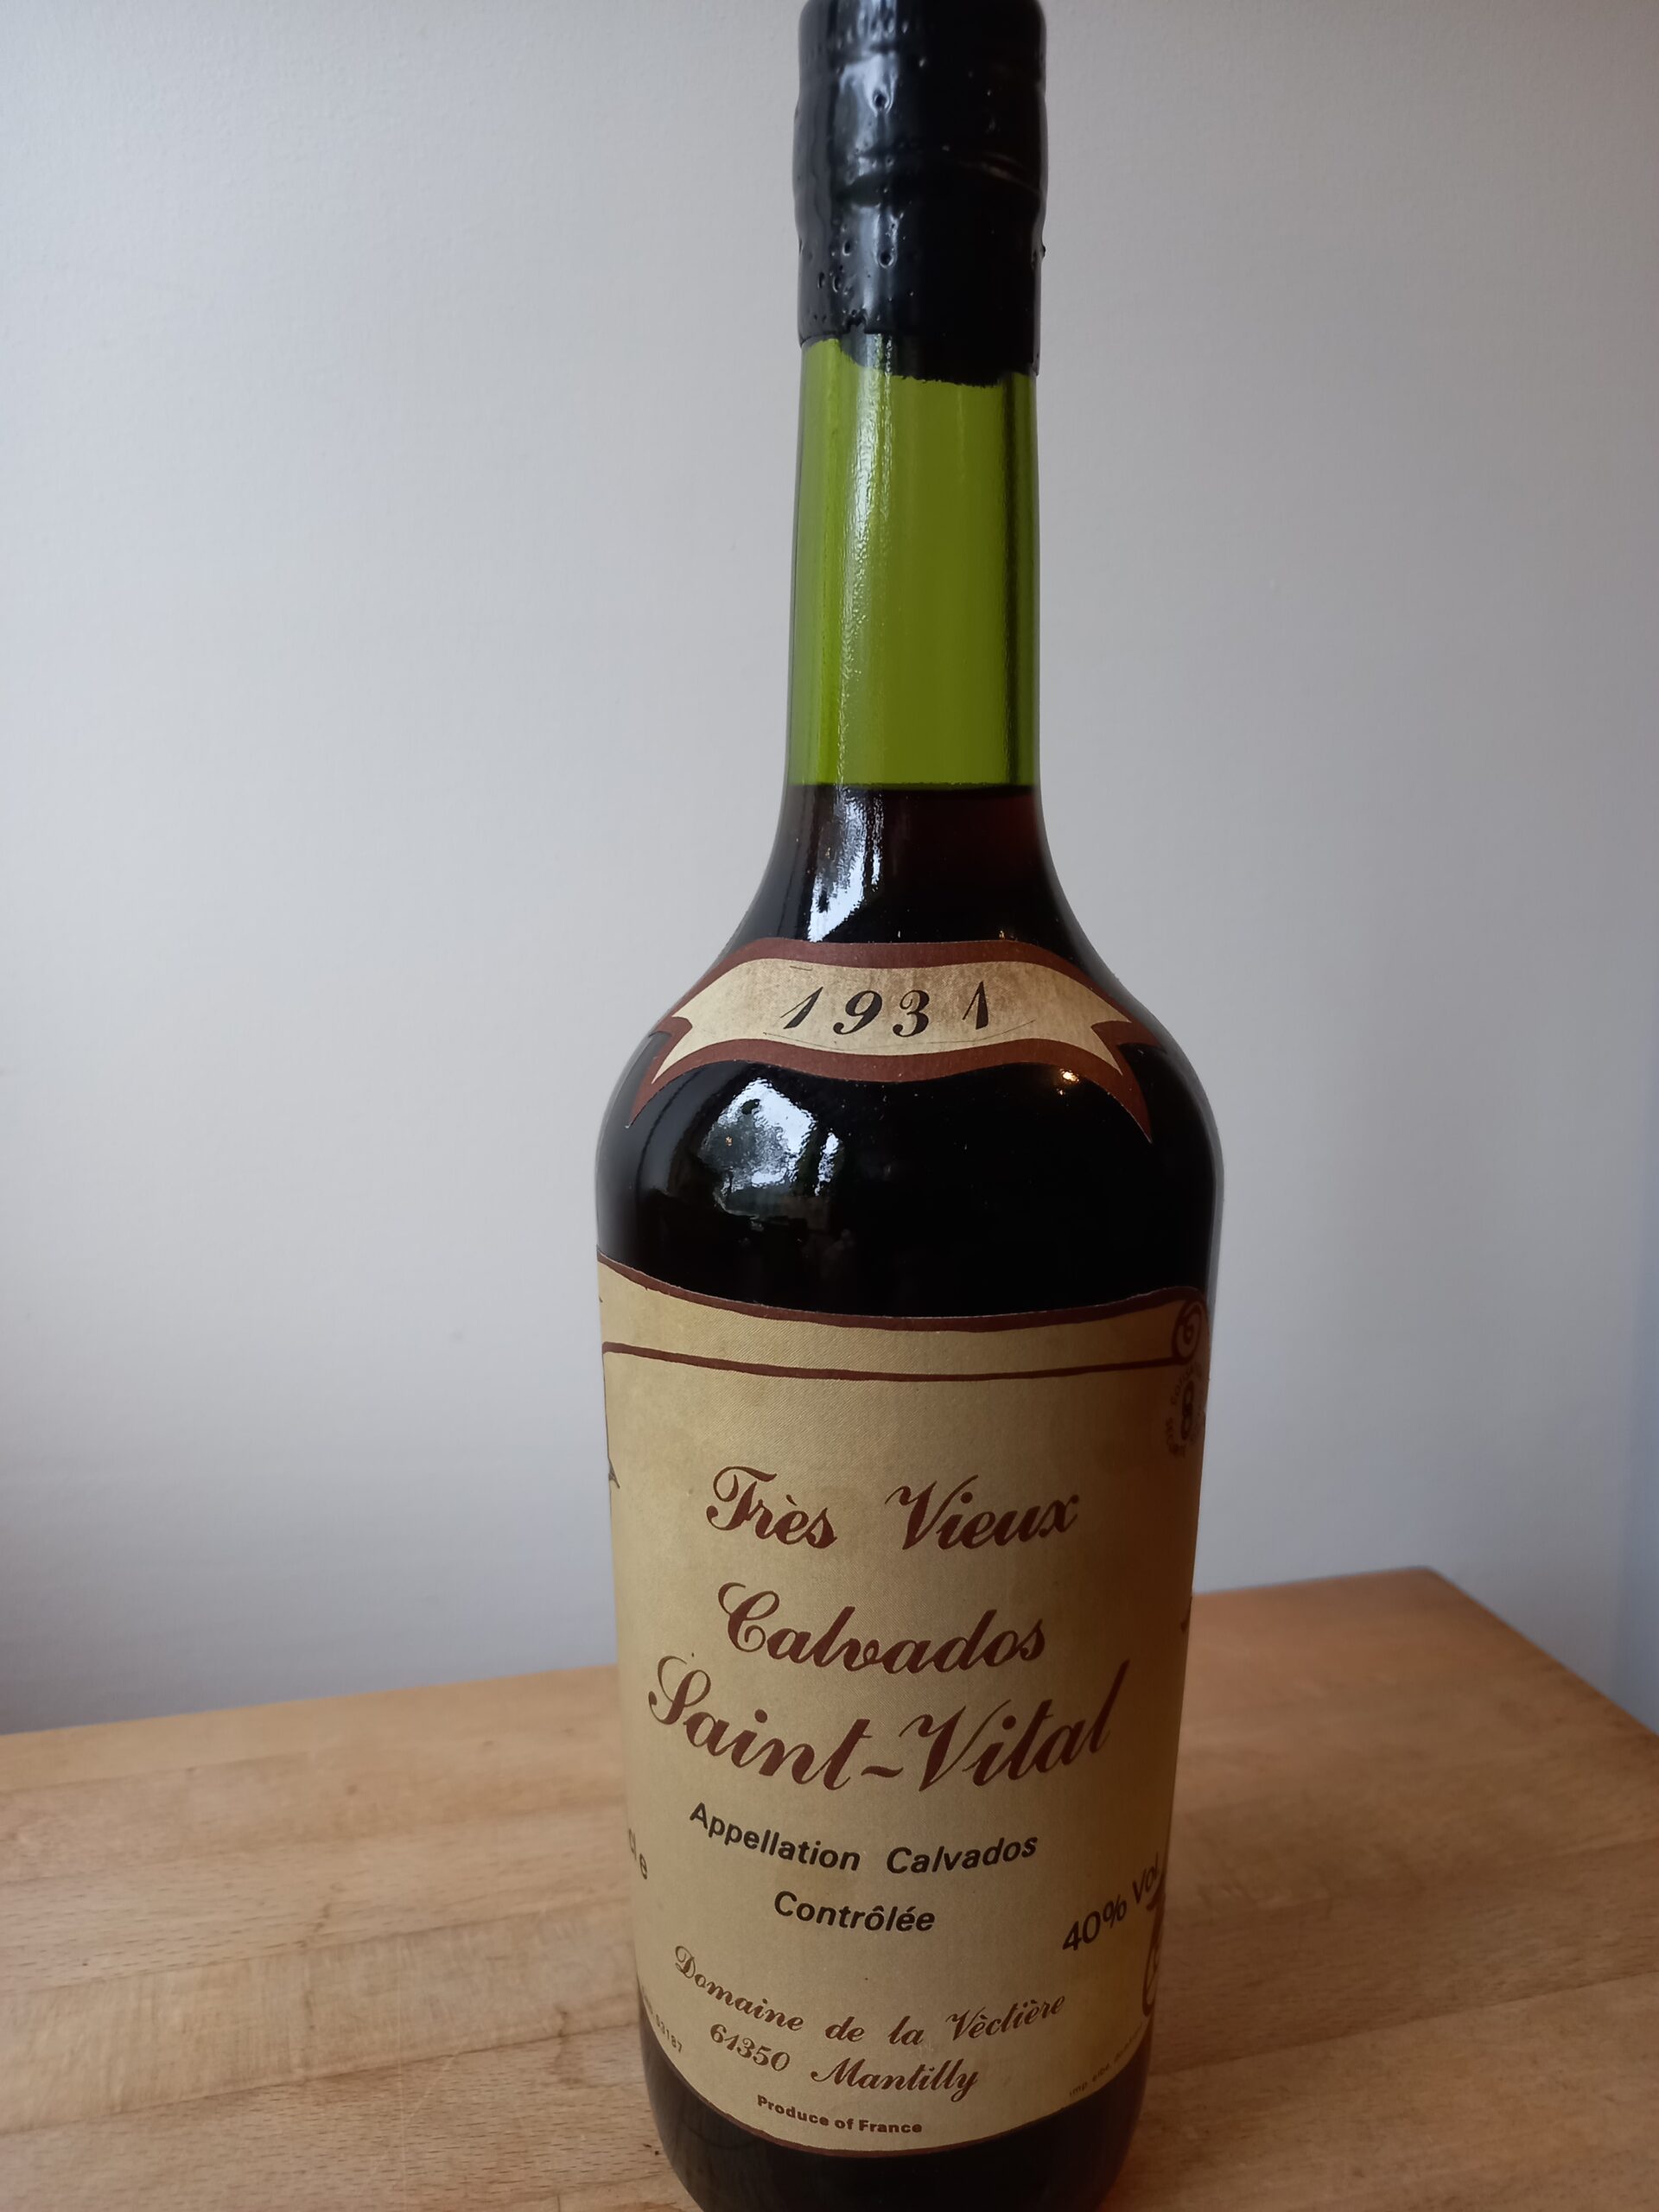 1931
Très Vieux
Calvados
Saint-Vital
Appellation Calvados
Contrôlée
40% Vol
Domaine de la Vèctière
61350 Mantilly
Produce of France